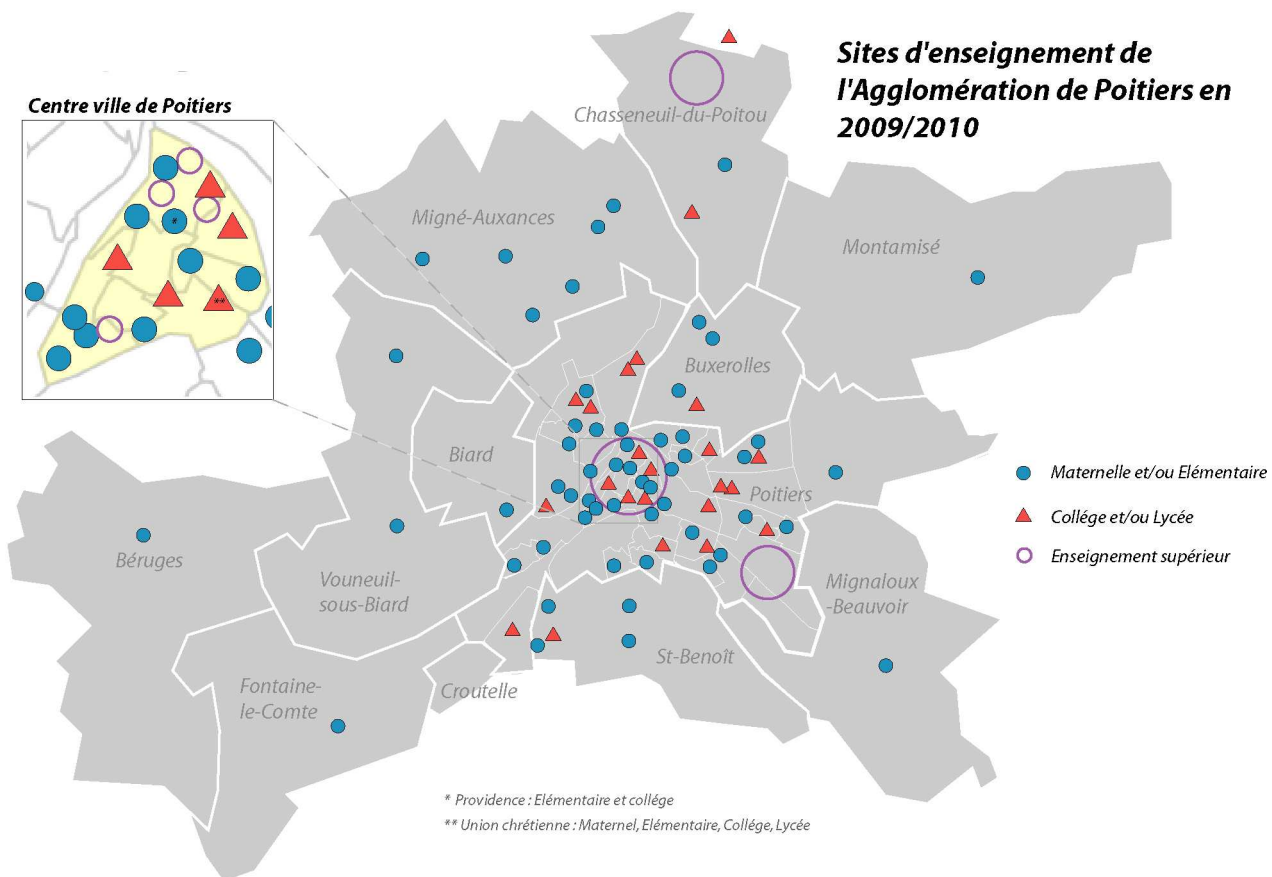 Sites d'enseignement de
l'Agglomération de Poitiers en
2009/2010
Centre ville de Poitiers
*
**
Chasseneuil-du-Poitou
Migné-Auxances
Montamisé
Buxerolles
Biard
Poitiers
Béruges
Vouneuil-
sous-Biard
Mignaloux
-Beauvoir
St-Benoît
Fontaine-
le-Comte
Croutelle
Maternelle et/ou Elémentaire
Collége et/ou Lycée
Enseignement supérieur
* Providence : Elémentaire et collége
** Union chrétienne : Maternel, Elémentaire, Collége, Lycée